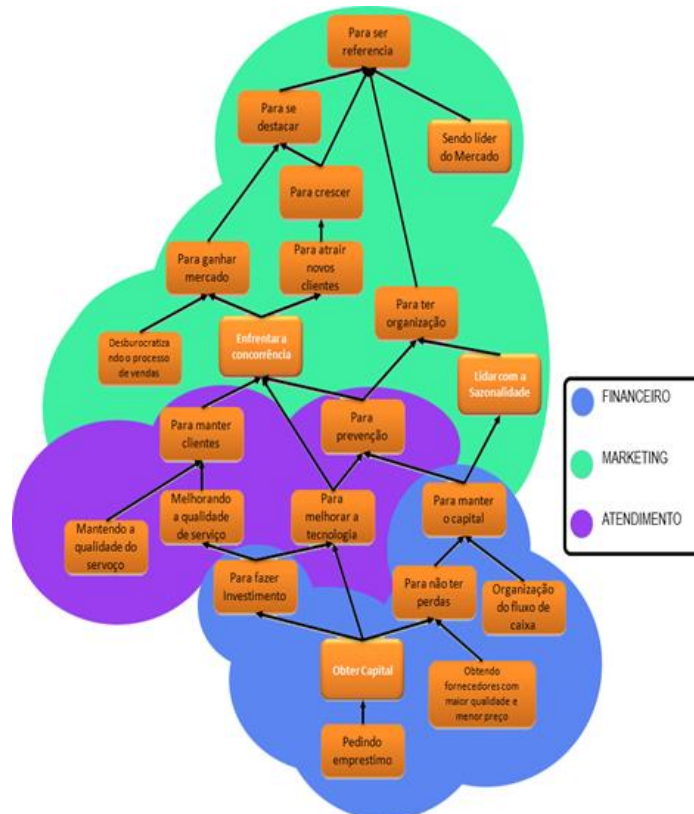 Para ser
referencia
Para se
destacar
Sendo líder
do Mercado
Para crescer
Para ganhar
mercado
Para atrair
novos
clientes
Para ter
organização
Desburocratiza
ndo o processo
de vendas
Enfrentar a
concorrência
Lidar com a
Sazonalidade
Para manter
clientes
Para
prevenção
Mantendo a
qualidade do
servoço
Melhorando
a qualidade
de serviço
Para
melhorar a
tecnologia
Para manter
o capital
Para fazer
Investimento
Para não ter
perdas
Organização
do fluxo de
caixa
Obter Capital
Obtendo
fornecedores com
maior qualidade e
menor preço
Pedindo
emprestimo
FINANCEIRO
MARKETING
ATENDIMENTO